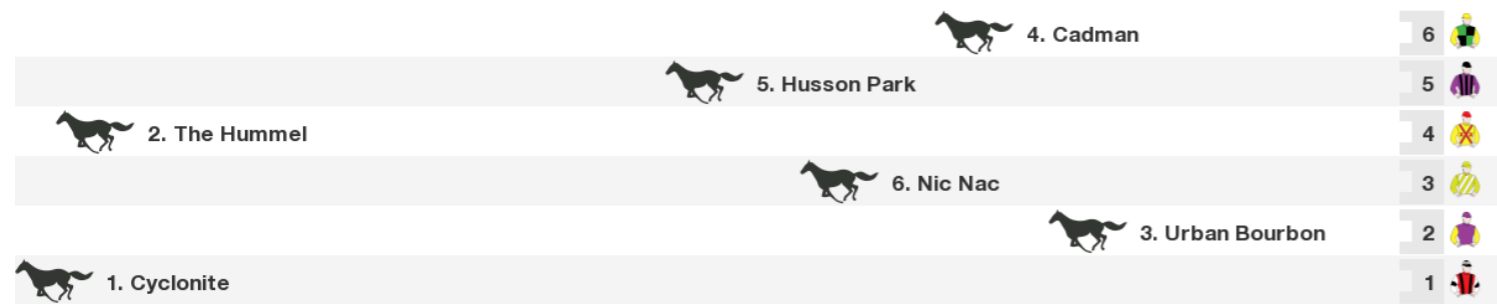 4. Cadman 6
5. Husson Park 5
2. The Hummel 4
6. Nic Nac 3
3. Urban Bourbon 2
1. Cyclonite 1